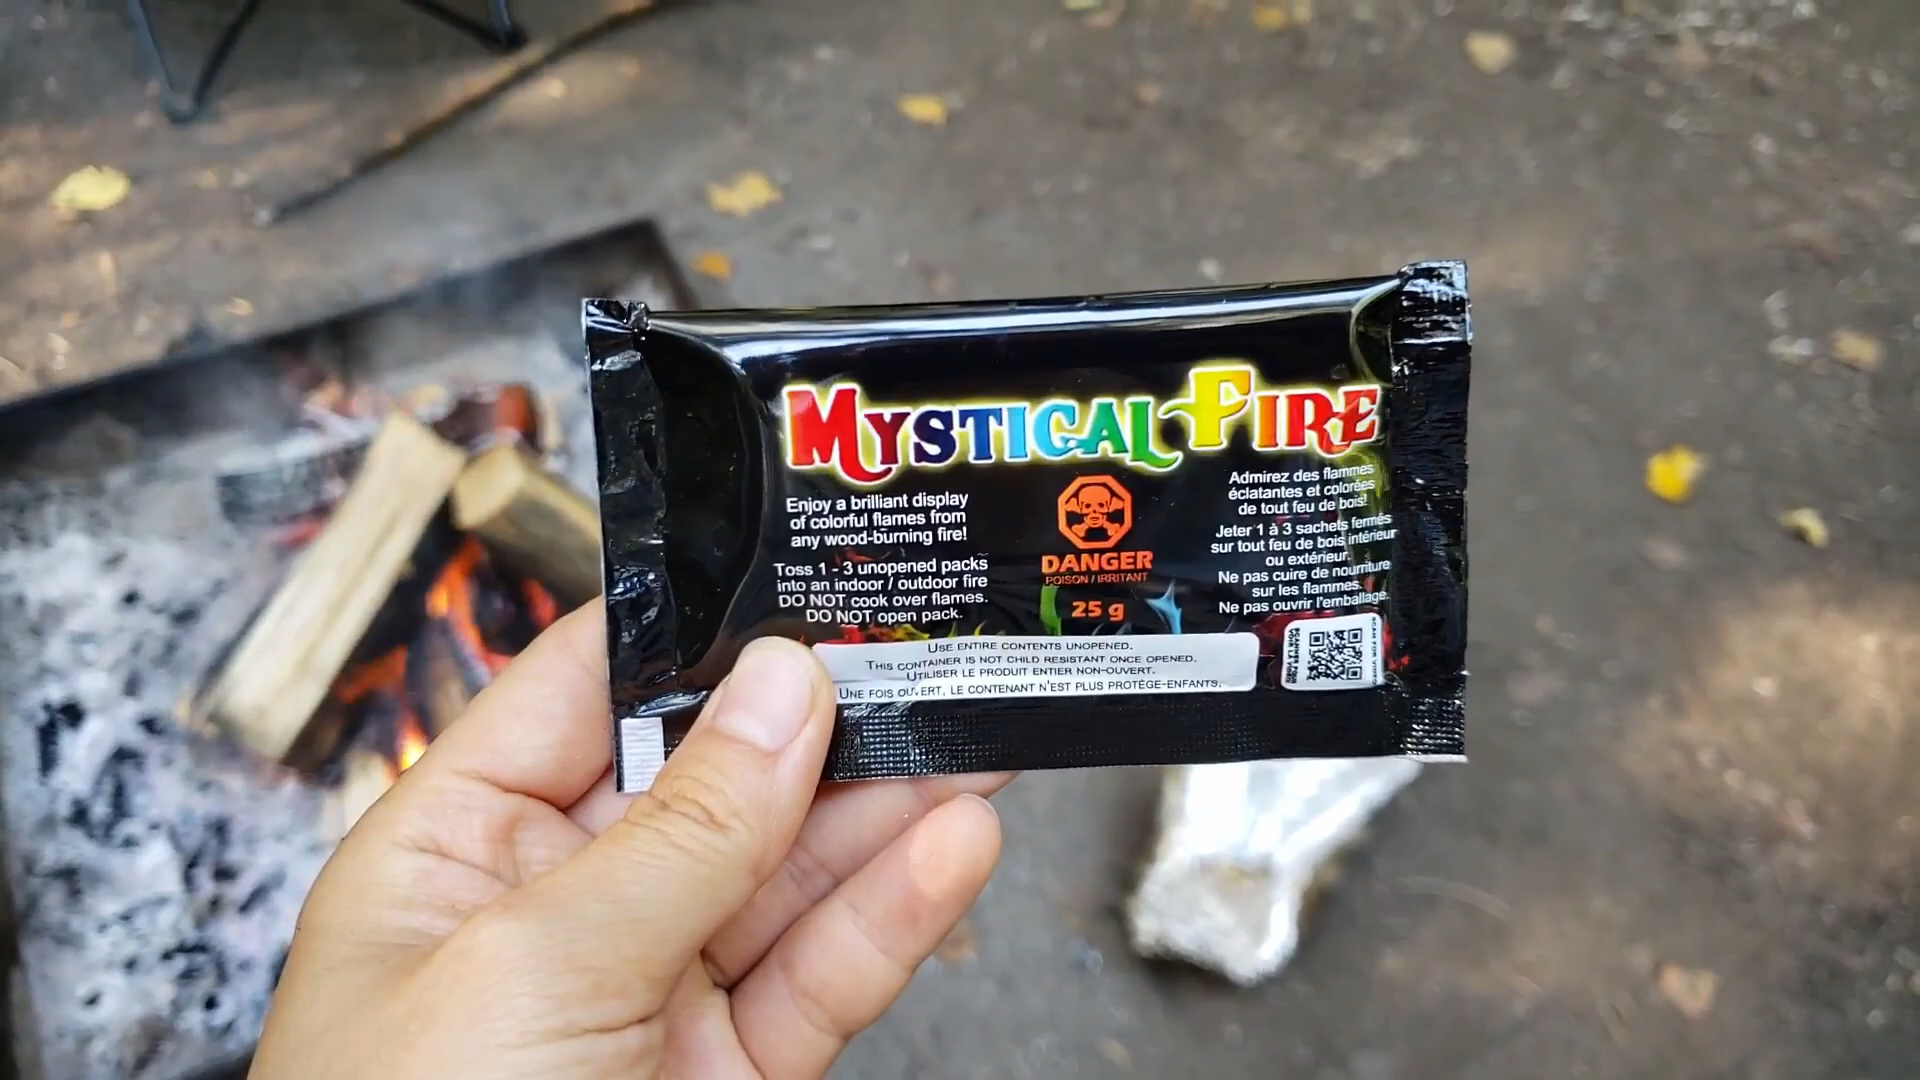 MYSTICAL FIRE
Enjoy a brilliant display
of colorful flames from
any wood-burning fire!
Toss 1 - 3 unopened packs
into an indoor / outdoor fire
DO NOT cook over flames.
DO NOT open pack.
DANGER
POISON / IRRITANT
25 g
Admirez des flammes
éclatantes et colorées
de tout feu de bois!
Jeter 1 à 3 sachets fermés
sur tout feu de bois intérieur
ou extérieur.
Ne pas cuire de nourriture
sur les flammes.
Ne pas ouvrir l'emballage.
USE ENTIRE CONTENTS UNOPENED.
THIS CONTAINER IS NOT CHILD RESISTANT ONCE OPENED.
UTILISER LE PRODUIT ENTIER NON-OUVERT.
UNE FOIS OUVERT, LE CONTENANT N'EST PLUS PROTÉGE-ENFANTS.
SCAN FOR VIDEO